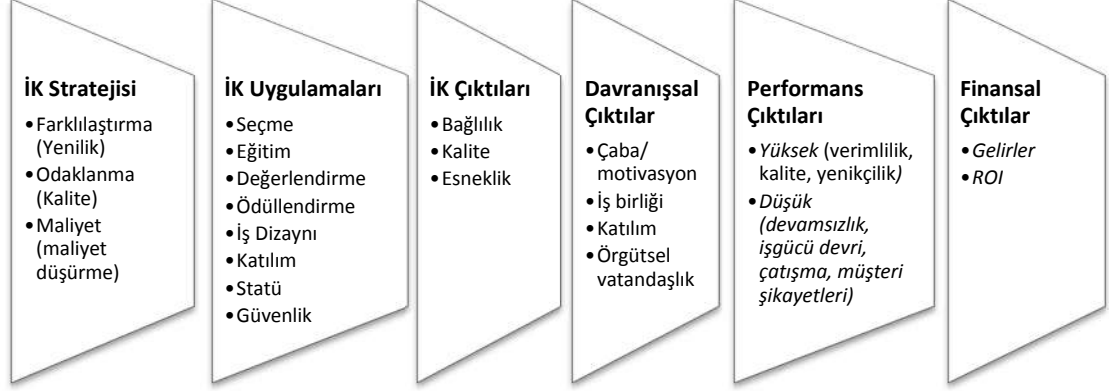 İK Stratejisi
•Farklılaştırma
(Yenilik)
•Odaklanma
(Kalite)
•Maliyet
(maliyet
düşürme)
İK Uygulamaları
•Seçme
•Eğitim
•Değerlendirme
•Ödüllendirme
•İş Dizaynı
•Katılım
•Statü
•Güvenlik
İK Çıktıları
•Bağlılık
•Kalite
•Esneklik
Davranışsal
Çıktılar
•Çaba/
motivasyon
•İş birliği
•Katılım
•Örgütsel
vatandaşlık
Performans
Çıktıları
•Yüksek (verimlilik,
kalite, yenikçilik)
•Düşük
(devamsızlık,
işgücü devri,
çatışma, müşteri
şikayetleri)
Finansal
Çıktılar
•Gelirler
•ROI